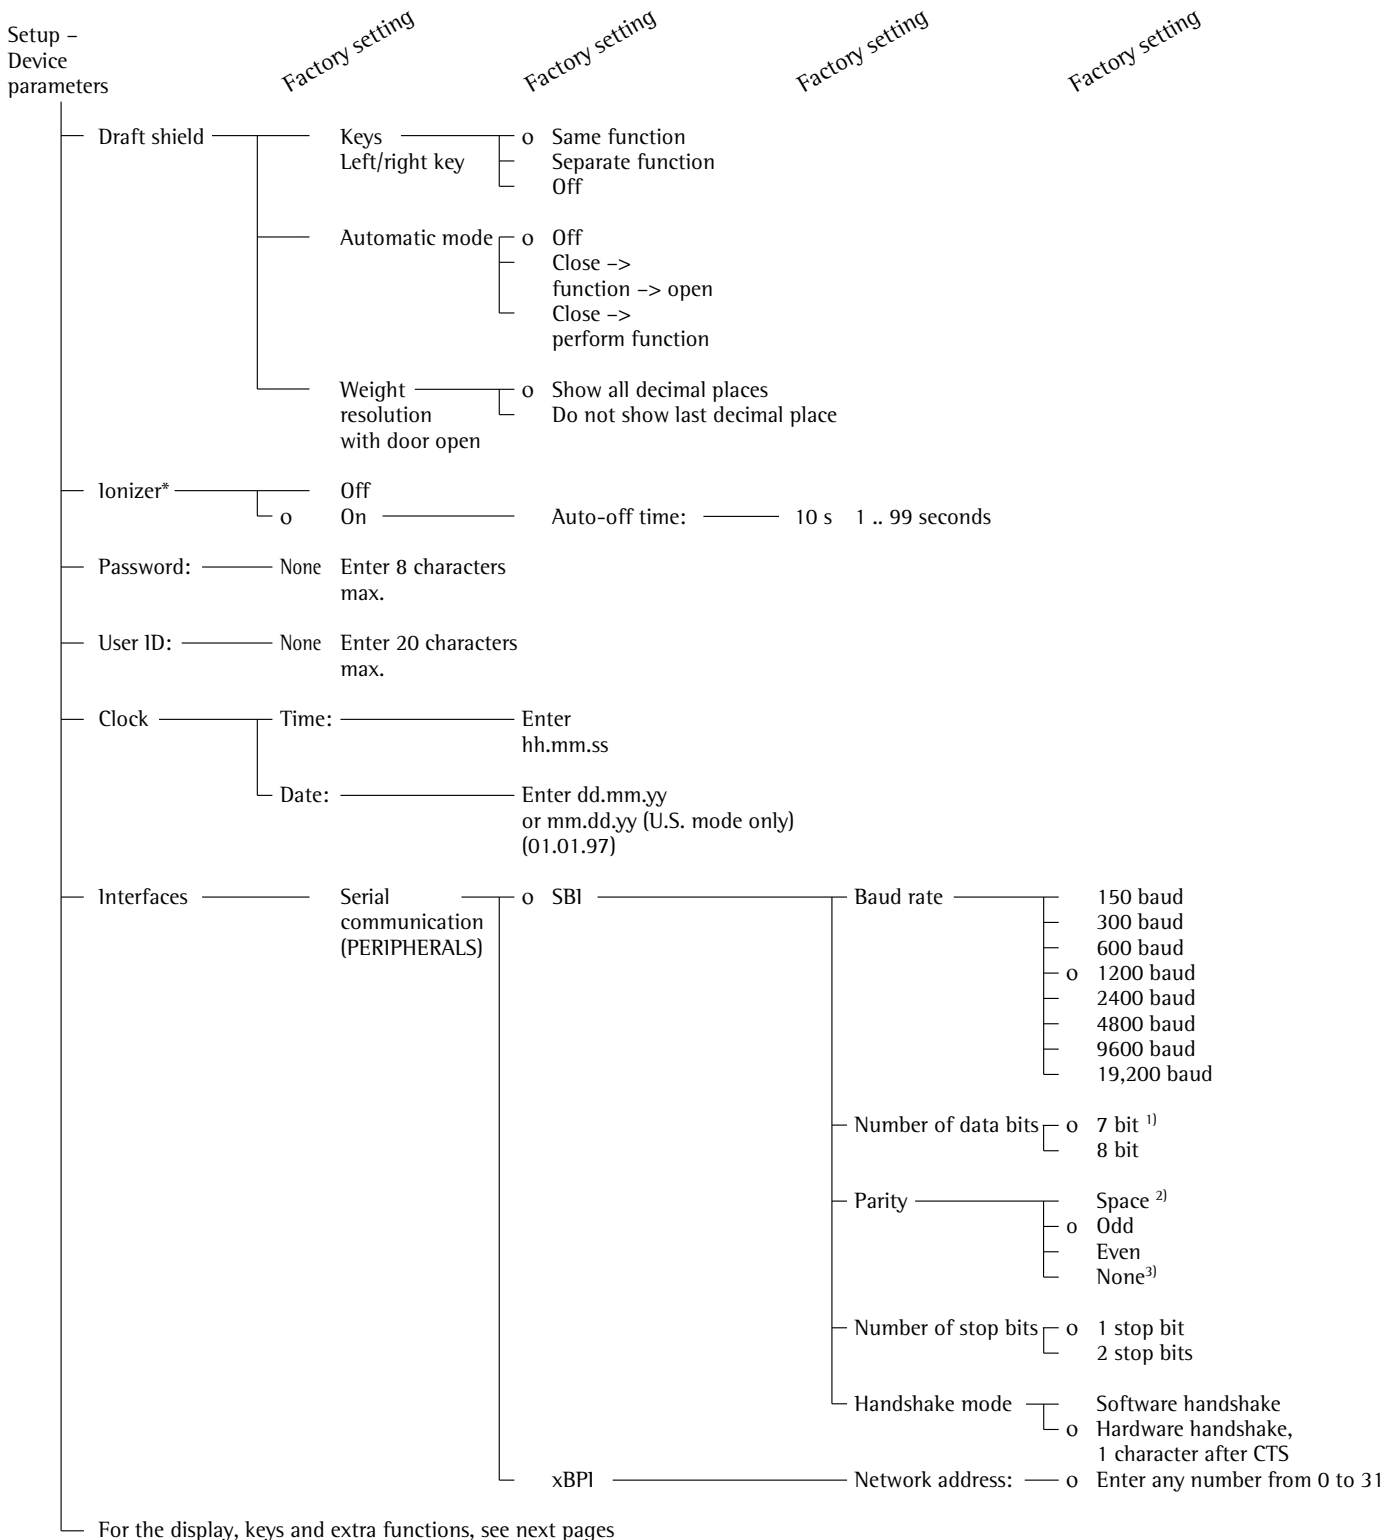 Setup –
Device
parameters
Factory setting
Factory setting
Factory setting
Factory setting
Draft shield
Keys
Left/right key
o Same function
Separate function
Off
Automatic mode
o Off
Close –>
function –> open
Close –>
perform function
Weight
resolution
with door open
o Show all decimal places
Do not show last decimal place
Ionizer*
Off
o On
Auto-off time:
10 s 1 .. 99 seconds
Password:
None
Enter 8 characters
max.
User ID:
None
Enter 20 characters
max.
Clock
Time:
Enter
hh.mm.ss
Date:
Enter dd.mm.yy
or mm.dd.yy (U.S. mode only)
(01.01.97)
Interfaces
Serial
communication
(PERIPHERALS)
o SBI
Baud rate
150 baud
300 baud
600 baud
o 1200 baud
2400 baud
4800 baud
9600 baud
19,200 baud
Number of data bits
o 7 bit 1)
8 bit
Parity
Space 2)
o Odd
Even
None3)
Number of stop bits
o 1 stop bit
2 stop bits
Handshake mode
Software handshake
o Hardware handshake,
1 character after CTS
xBPI
Network address:
o Enter any number from 0 to 31
For the display, keys and extra functions, see next pages